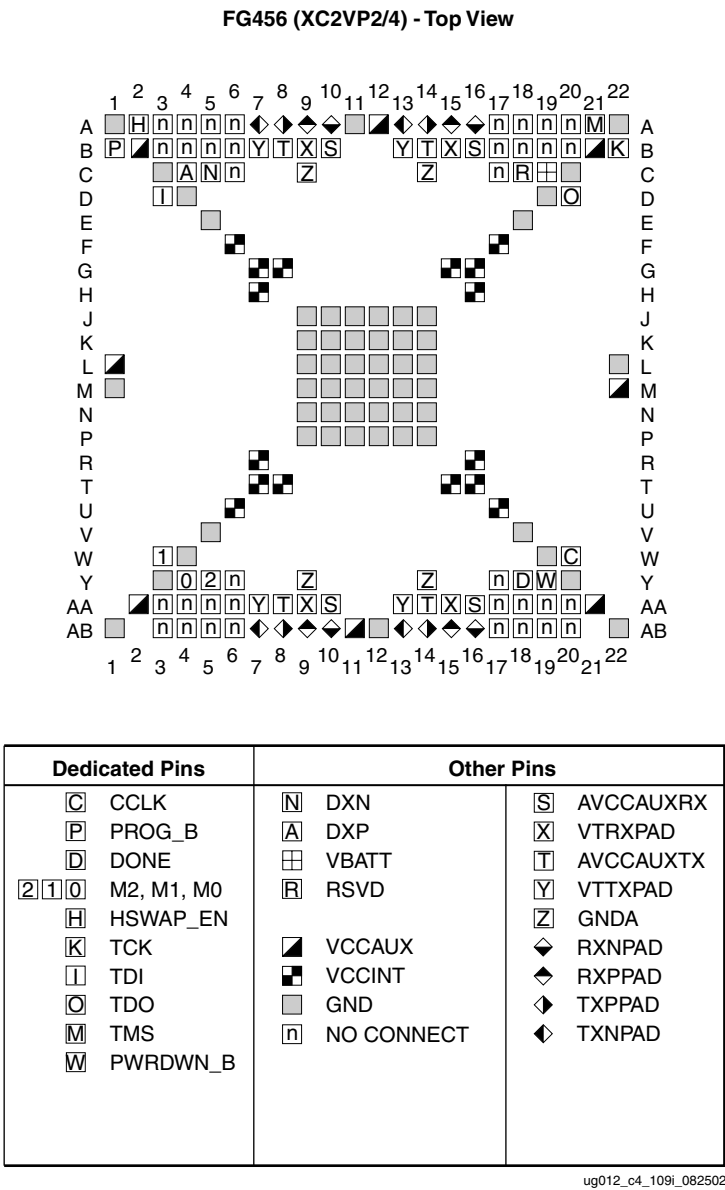 FG456 (XC2VP2/4) - Top View
1 2 3 4 5 6 7 8 9 10 11 12 13 14 15 16 17 18 19 20 21 22
A H n n n n n n n n M A
B P n n n n Y T X S Y T X S n n n n K B
C A N n Z Z n R C
D I O D
E E
F F
G G
H H
J J
K K
L L
M M
N N
P P
R R
T T
U U
V V
W 1 C W
Y 0 2 n Z Z n D W Y
AA n n n n Y T X S Y T X S n n n n AA
AB n n n n n n n n AB
1 2 3 4 5 6 7 8 9 10 11 12 13 14 15 16 17 18 19 20 21 22
Dedicated Pins Other Pins
C CCLK N DXN S AVCCAUXRX
P PROG_B A DXP X VTRXPAD
D DONE VBATT T AVCCAUXTX
2 1 0 M2, M1, M0 R RSVD Y VTTXPAD
H HSWAP_EN Z GNDA
K TCK VCCAUX RXNPAD
I TDI VCCINT RXPPAD
O TDO GND TXPPAD
M TMS n NO CONNECT TXNPAD
W PWRDWN_B
ug012_c4_109i_082502